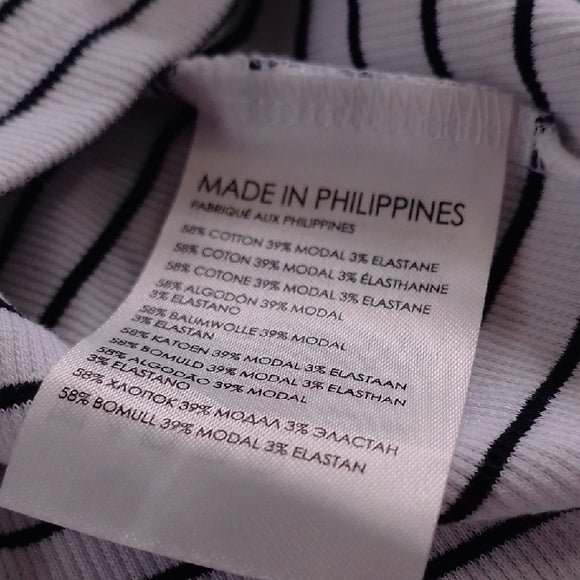 MADE IN PHILIPPINES
FABRIQUÉ AUX PHILIPPINES
58% COTTON 39% MODAL 3% ELASTANE
58% COTON 39% MODAL 3% ÉLASTHANNE
58% COTONE 39% MODAL 3% ELASTANE
58% ALGODÓN 39% MODAL
3% ELASTANO
58% BAUMWOLLE 39% MODAL
3% ELASTAN
58% KATOEN 39% MODAL 3% ELASTAAN
58% BOMULD 39% MODAL 3% ELASTHAN
58% ALGODÃO 39% MODAL
3% ELASTANO
58% ХЛОПОК 39% МОДАЛ 3% ЭЛАСТАН
58% BOMULL 39% MODAL 3% ELASTAN